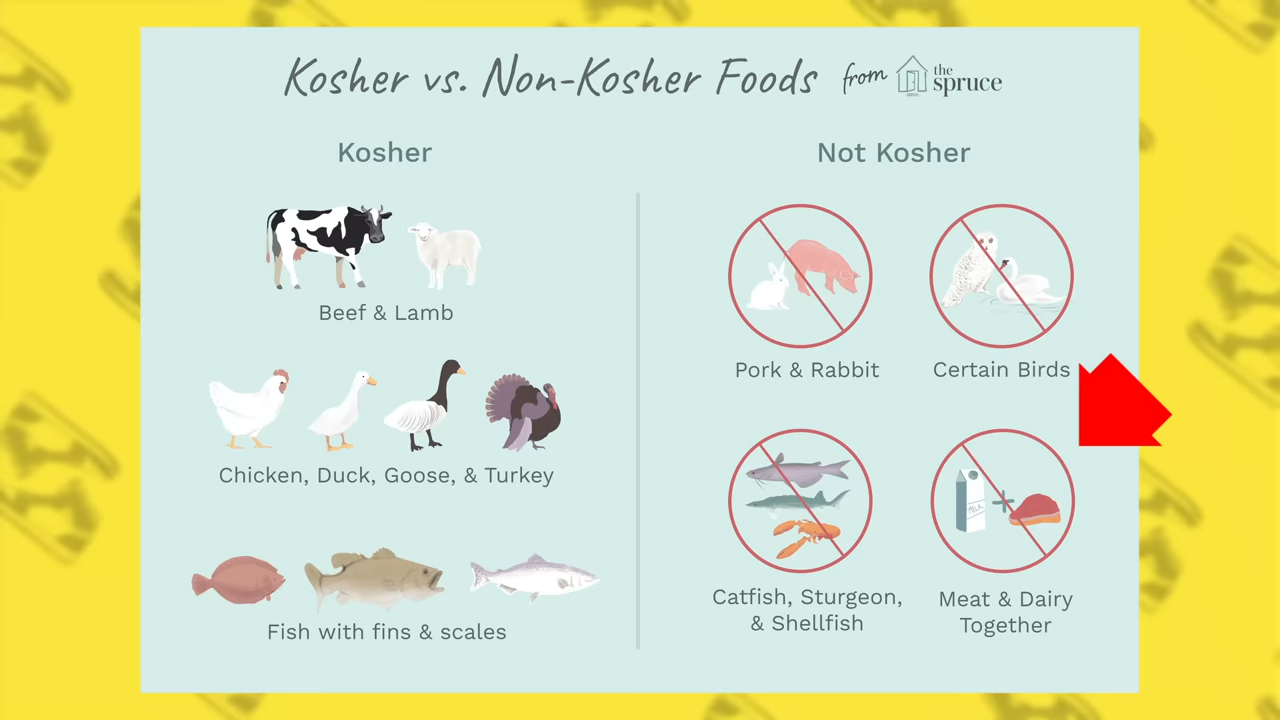 Kosher vs. Non-Kosher Foods from the spruce
Kosher
Not Kosher
Beef & Lamb
Pork & Rabbit
Certain Birds
Chicken, Duck, Goose, & Turkey
MILK
Catfish, Sturgeon,
& Shellfish
Meat & Dairy
Together
Fish with fins & scales